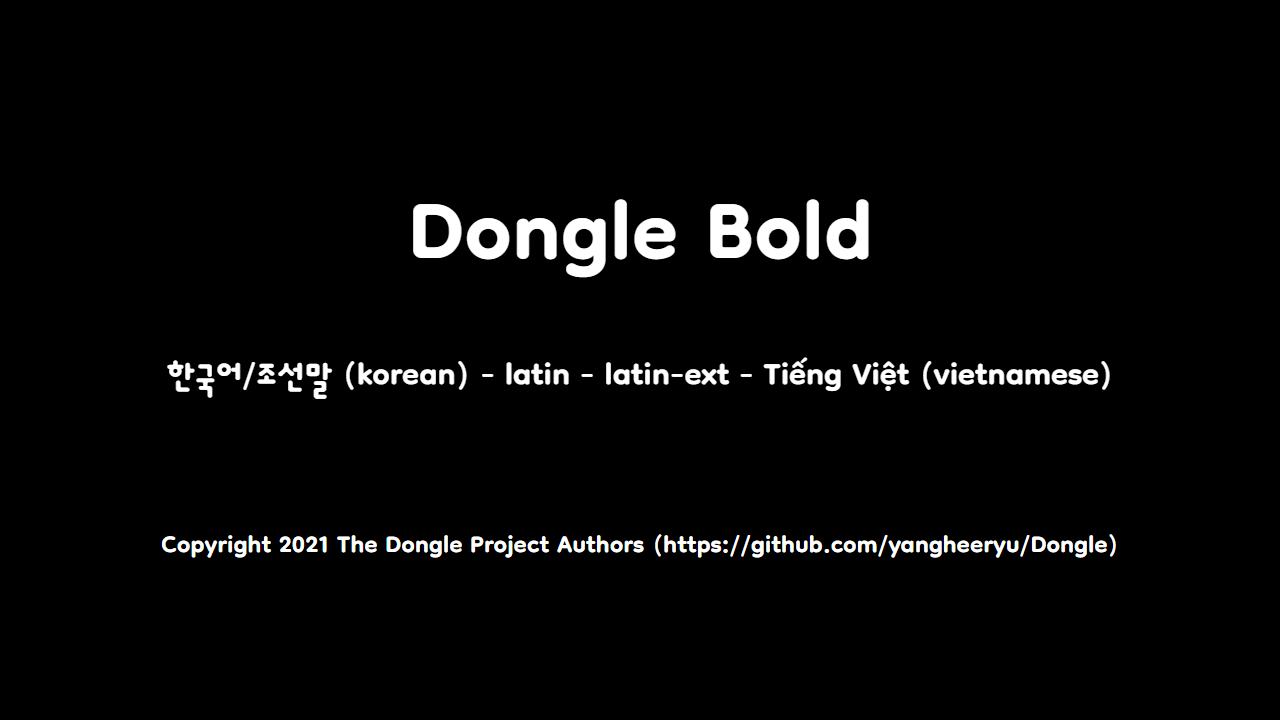 Dongle Bold
한국어/조선말 (korean) - latin - latin-ext - Tiếng Việt (vietnamese)
Copyright 2021 The Dongle Project Authors (https://github.com/yangheeryu/Dongle)